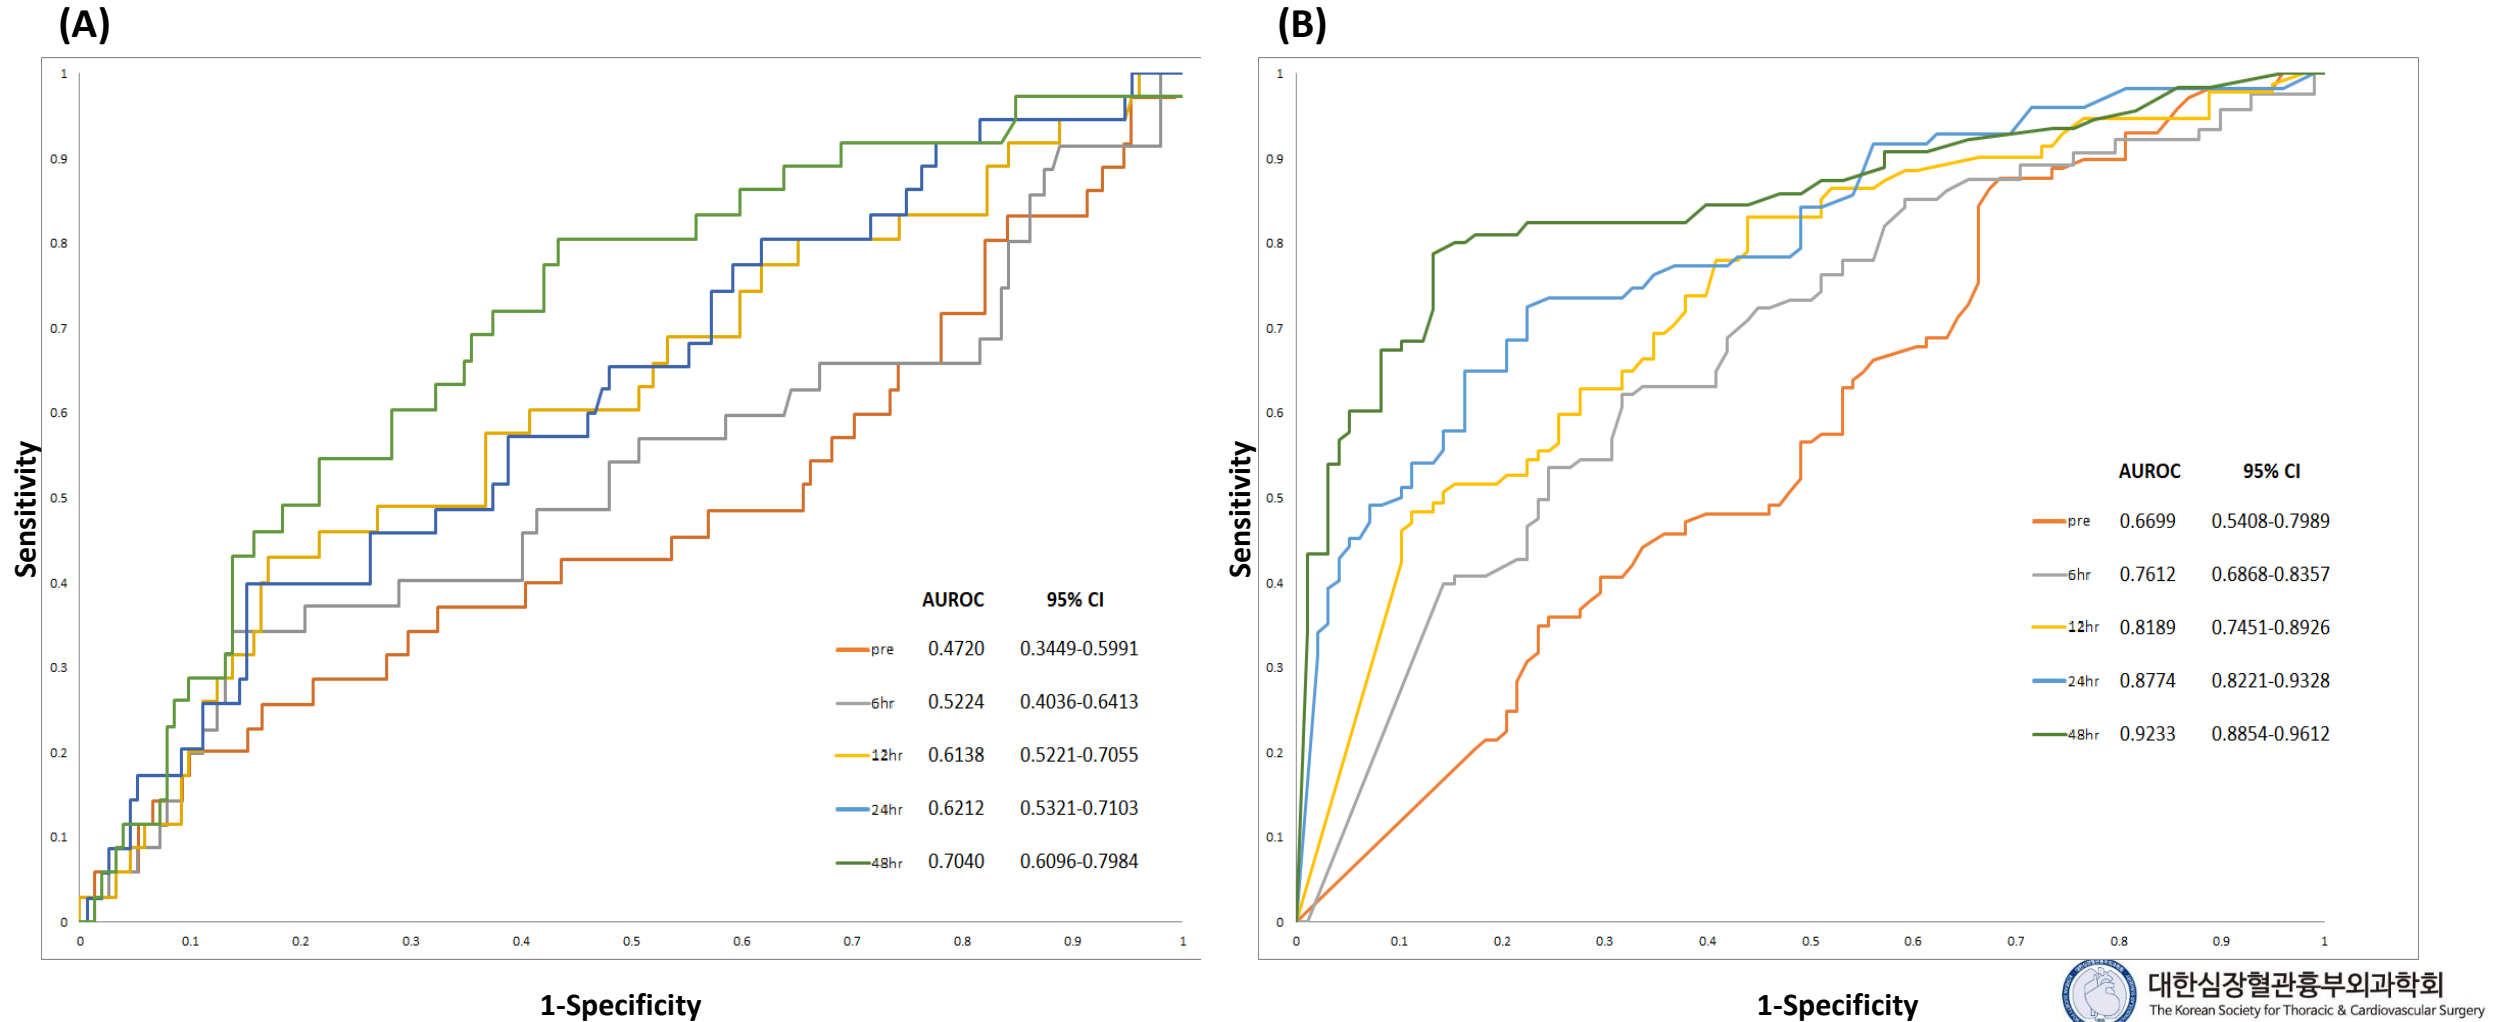 (A)
1
0.9
0.8
0.7
0.6
0.5
0.4
0.3
0.2
0.1
0
Sensitivity
0 0.1 0.2 0.3 0.4 0.5 0.6 0.7 0.8 0.9 1
1-Specificity
AUROC 95% CI
pre 0.4720 0.3449-0.5991
6hr 0.5224 0.4036-0.6413
12hr 0.6138 0.5221-0.7055
24hr 0.6212 0.5321-0.7103
48hr 0.7040 0.6096-0.7984
(B)
1
0.9
0.8
0.7
0.6
0.5
0.4
0.3
0.2
0.1
0
Sensitivity
0 0.1 0.2 0.3 0.4 0.5 0.6 0.7 0.8 0.9 1
1-Specificity
AUROC 95% CI
pre 0.6699 0.5408-0.7989
6hr 0.7612 0.6868-0.8357
12hr 0.8189 0.7451-0.8926
24hr 0.8774 0.8221-0.9328
48hr 0.9233 0.8854-0.9612
대한심장혈관흉부외과학회
The Korean Society for Thoracic & Cardiovascular Surgery